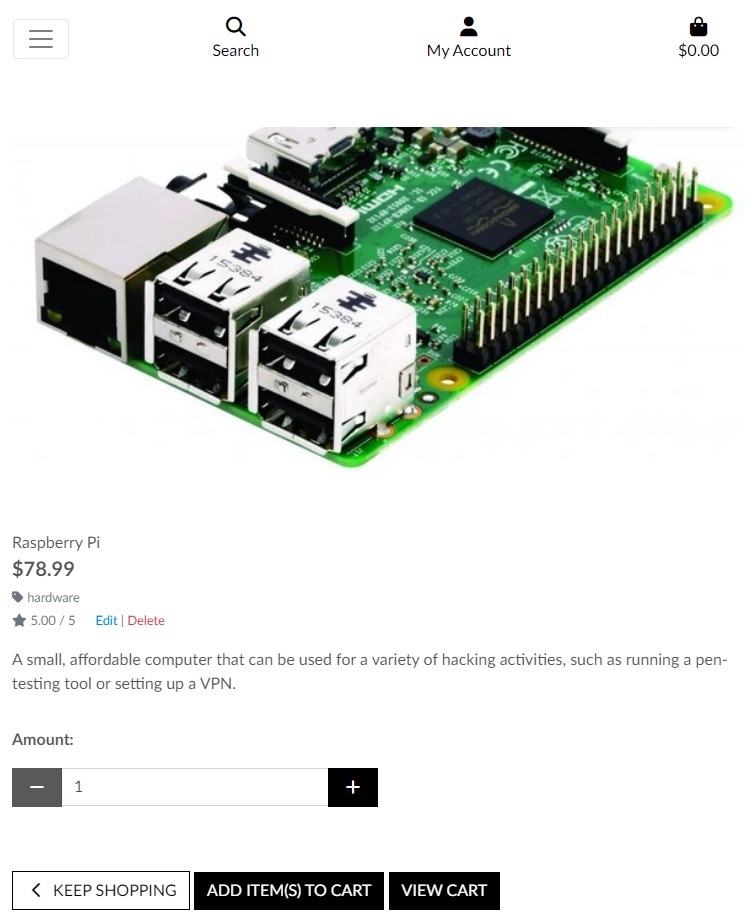 Search
My Account
$0.00
HDMI
15384
15384
Raspberry Pi
$78.99
hardware
5.00 / 5 Edit | Delete
A small, affordable computer that can be used for a variety of hacking activities, such as running a pen-
testing tool or setting up a VPN.
Amount:
1
KEEP SHOPPING
ADD ITEM(S) TO CART
VIEW CART